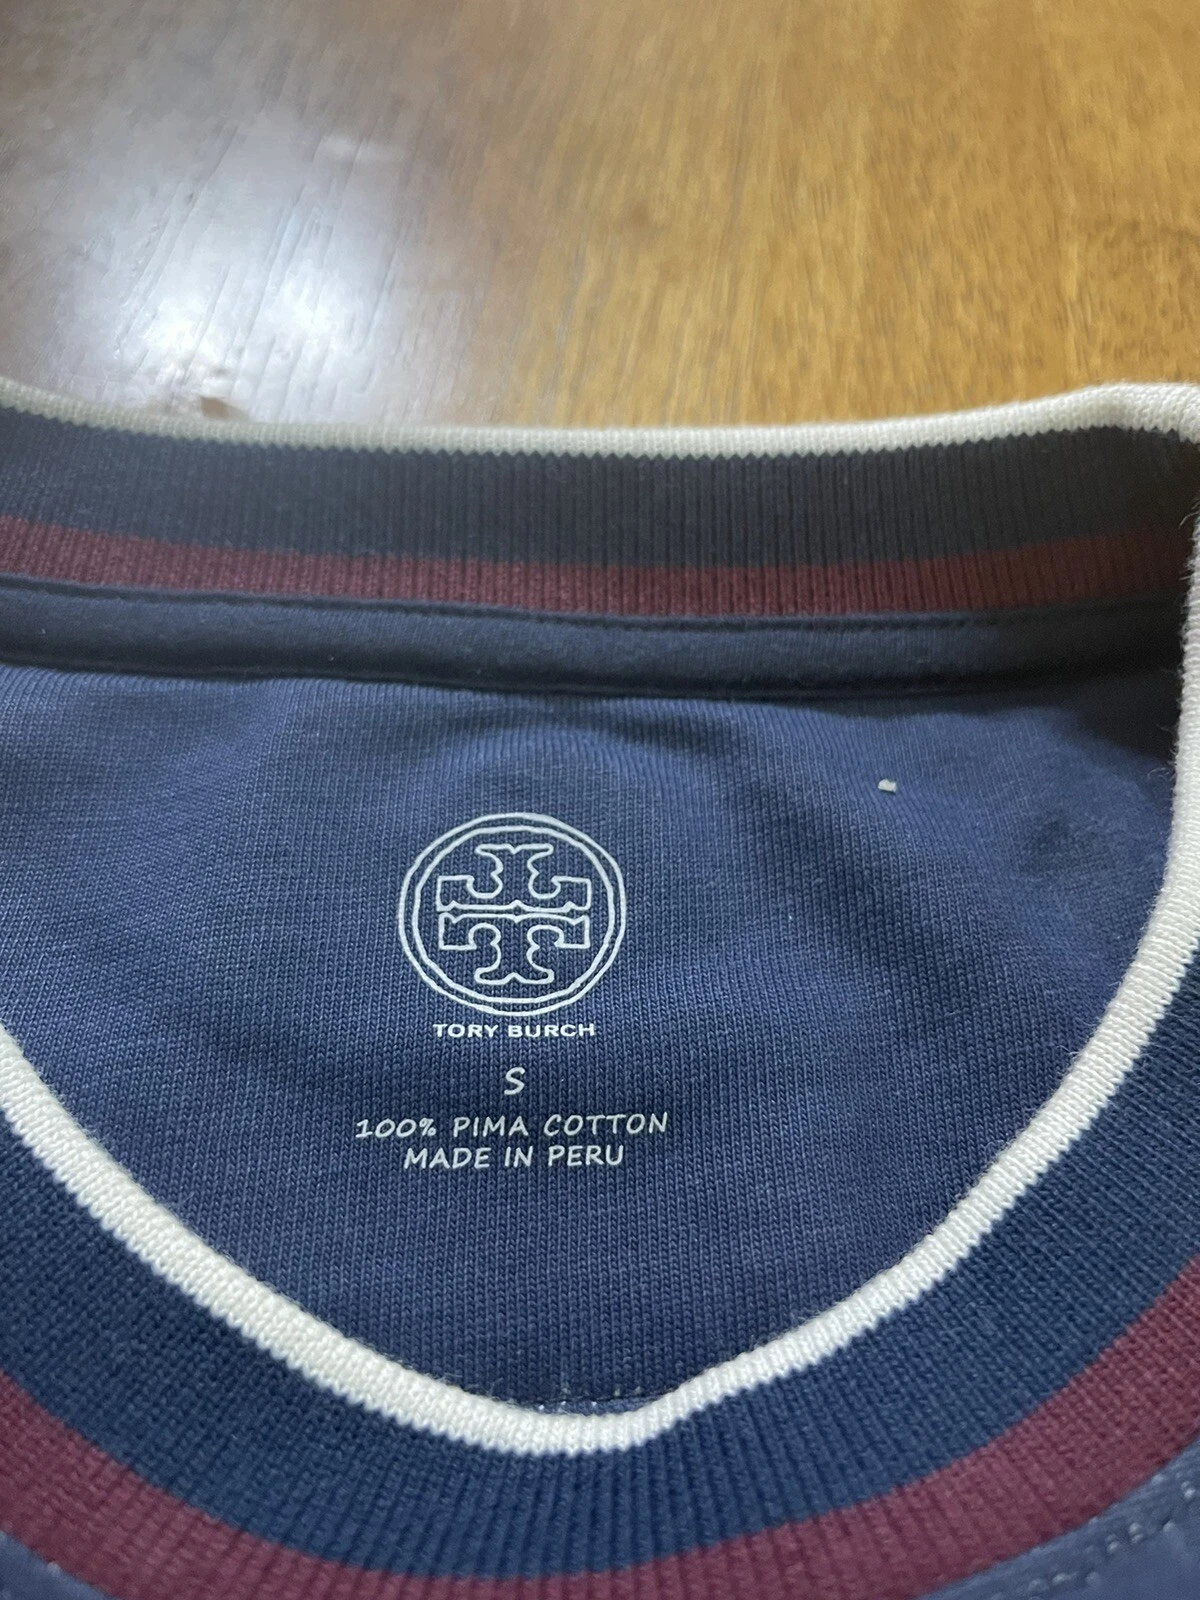 TORY BURCH
S
100% PIMA COTTON
MADE IN PERU